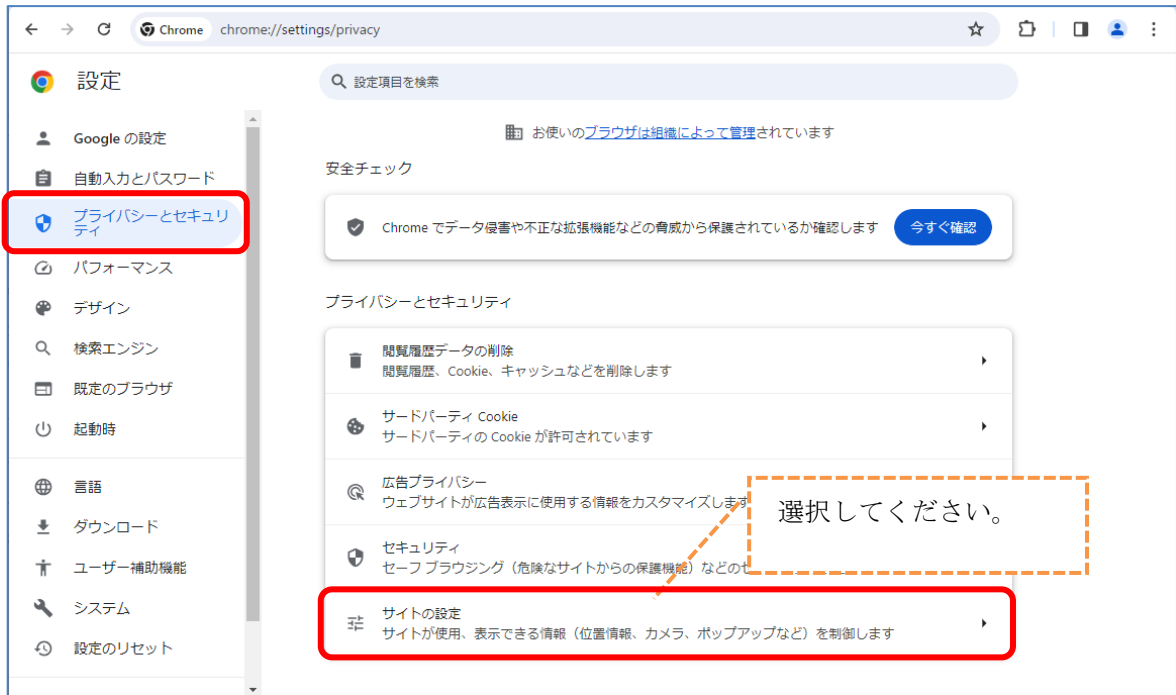 Chrome chrome://settings/privacy
設定
設定項目を検索
Google の設定
自動入力とパスワード
プライバシーとセキュリ
ティ
パフォーマンス
デザイン
検索エンジン
既定のブラウザ
起動時
言語
ダウンロード
ユーザー補助機能
システム
設定のリセット
お使いのブラウザは組織によって管理されています
安全チェック
Chrome でデータ侵害や不正な拡張機能などの脅威から保護されているか確認します
今すぐ確認
プライバシーとセキュリティ
閲覧履歴データの削除
閲覧履歴、Cookie、キャッシュなどを削除します
サードパーティ Cookie
サードパーティの Cookie が許可されています
広告プライバシー
ウェブサイトが広告表示に使用する情報をカスタマイズします
選択してください。
セキュリティ
セーフ ブラウジング（危険なサイトからの保護機能）などの
サイトの設定
サイトが使用、表示できる情報（位置情報、カメラ、ポップアップなど）を制御します